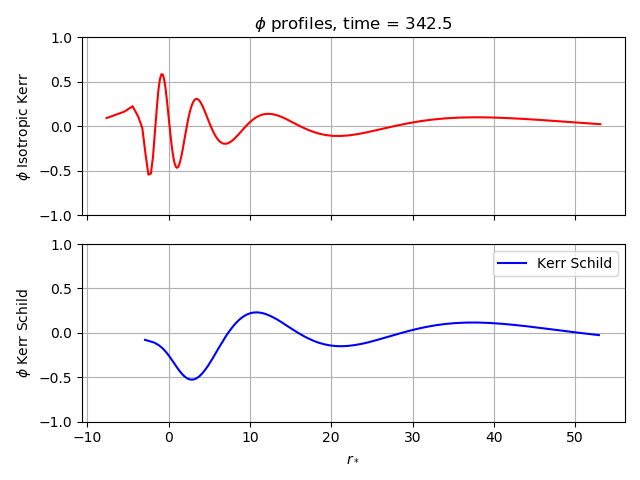 ϕ profiles, time = 342.5
ϕ Isotropic Kerr
1.0
0.5
0.0
−0.5
−1.0
ϕ Kerr Schild
1.0
0.5
0.0
−0.5
−1.0
Kerr Schild
−10 0 10 20 30 40 50
r*